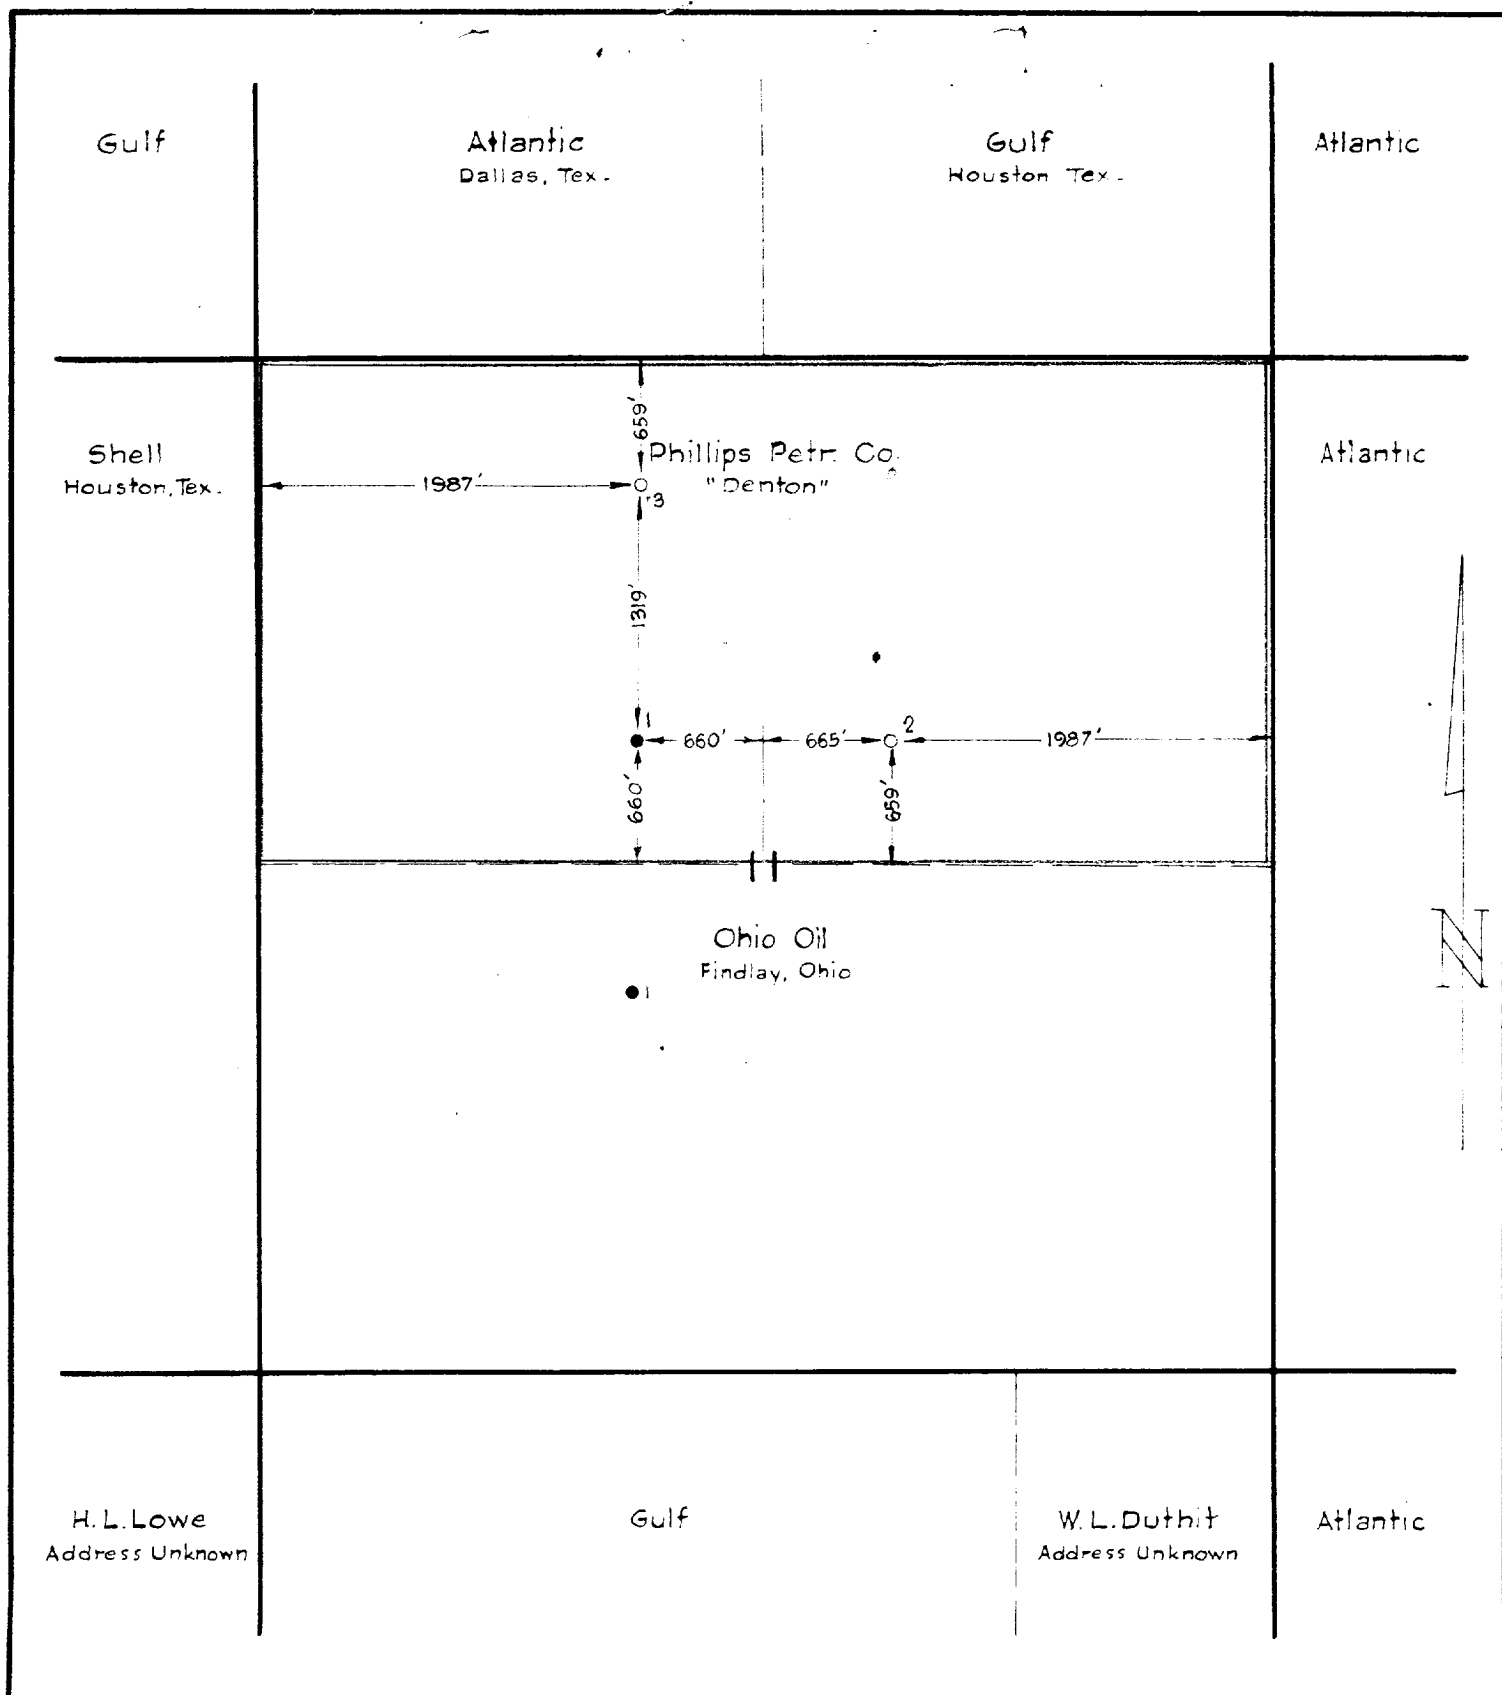 Gulf
Atlantic
Dallas, Tex.
Gulf
Houston Tex.
Atlantic
Shell
Houston, Tex.
659'
Phillips Petr. Co.
"Denton"
Atlantic
1987'
3
1319'
1
660'
665'
2
1987'
660'
659'
Ohio Oil
Findlay, Ohio
1
N
H. L. Lowe
Address Unknown
Gulf
W. L. Duthit
Address Unknown
Atlantic